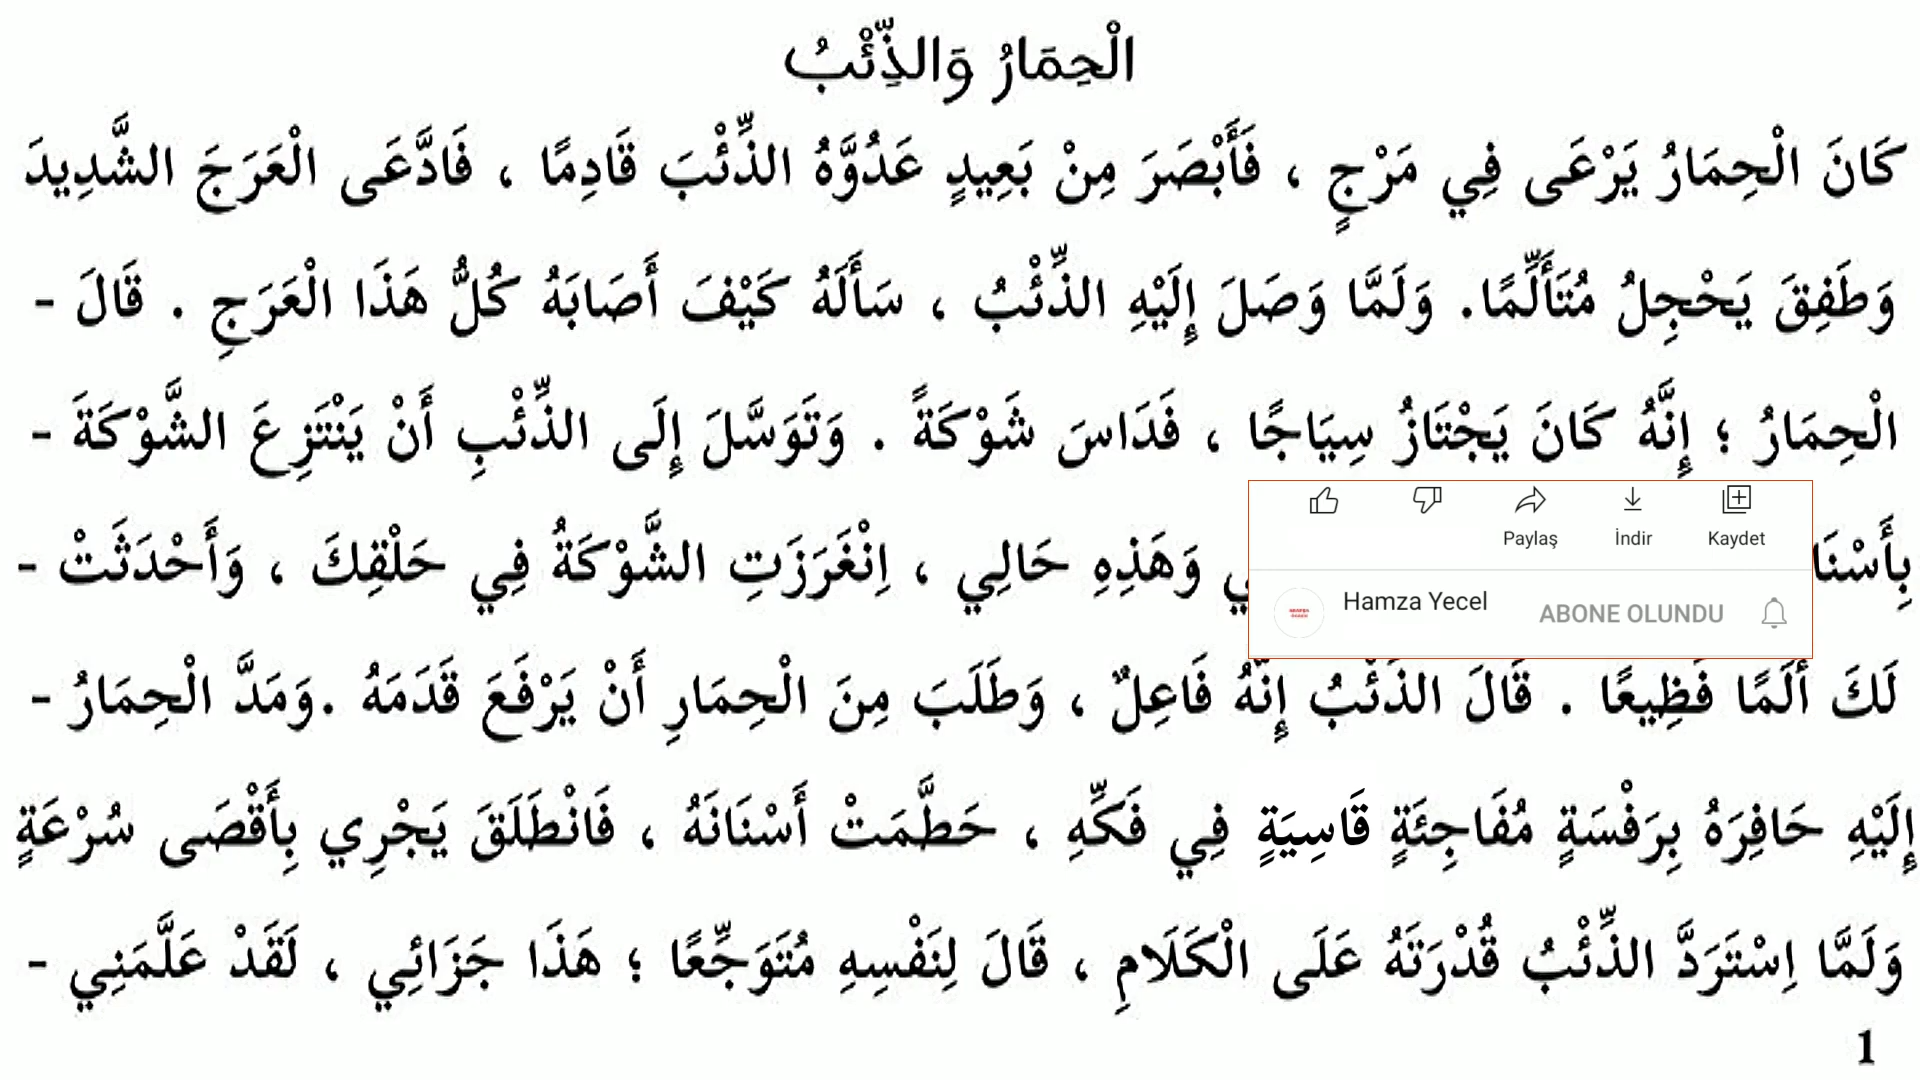 الْحِمَارُ وَالذِّئْبُ
كَانَ الْحِمَارُ يَرْعَى فِي مَرْجٍ ، فَأَبْصَرَ مِنْ بَعِيدٍ عَدُوَّهُ الذِّئْبَ قَادِمًا ، فَادَّعَى الْعَرَجَ الشَّدِيدَ
وَطَفِقَ يَحْجِلُ مُتَأَلِّمًا. وَلَمَّا وَصَلَ إِلَيْهِ الذِّئْبُ ، سَأَلَهُ كَيْفَ أَصَابَهُ كُلُّ هَذَا الْعَرَجِ . قَالَ -
الْحِمَارُ ؛ إِنَّهُ كَانَ يَجْتَازُ سِيَاجًا ، فَدَاسَ شَوْكَةً . وَتَوَسَّلَ إِلَى الذِّئْبِ أَنْ يَنْتَزِعَ الشَّوْكَةَ -
وَهَذِهِ حَالِي ، اِنْغَرَزَتِ الشَّوْكَةُ فِي حَلْقِكَ ، وَأَحْدَثَتْ -
Paylaş İndir Kaydet
Hamza Yecel ABONE OLUNDU
لَكَ أَلَمًا فَظِيعًا . قَالَ الذِّئْبُ إِنَّهُ فَاعِلٌ ، وَطَلَبَ مِنَ الْحِمَارِ أَنْ يَرْفَعَ قَدَمَهُ .وَمَدَّ الْحِمَارُ -
إِلَيْهِ حَافِرَهُ بِرَفْسَةٍ مُفَاجِئَةٍ قَاسِيَةٍ فِي فَكِّهِ ، حَطَّمَتْ أَسْنَانَهُ ، فَانْطَلَقَ يَجْرِي بِأَقْصَى سُرْعَةٍ
وَلَمَّا اِسْتَرَدَّ الذِّئْبُ قُدْرَتَهُ عَلَى الْكَلَامِ ، قَالَ لِنَفْسِهِ مُتَوَجِّعًا ؛ هَذَا جَزَائِي ، لَقَدْ عَلَّمَنِي -
1